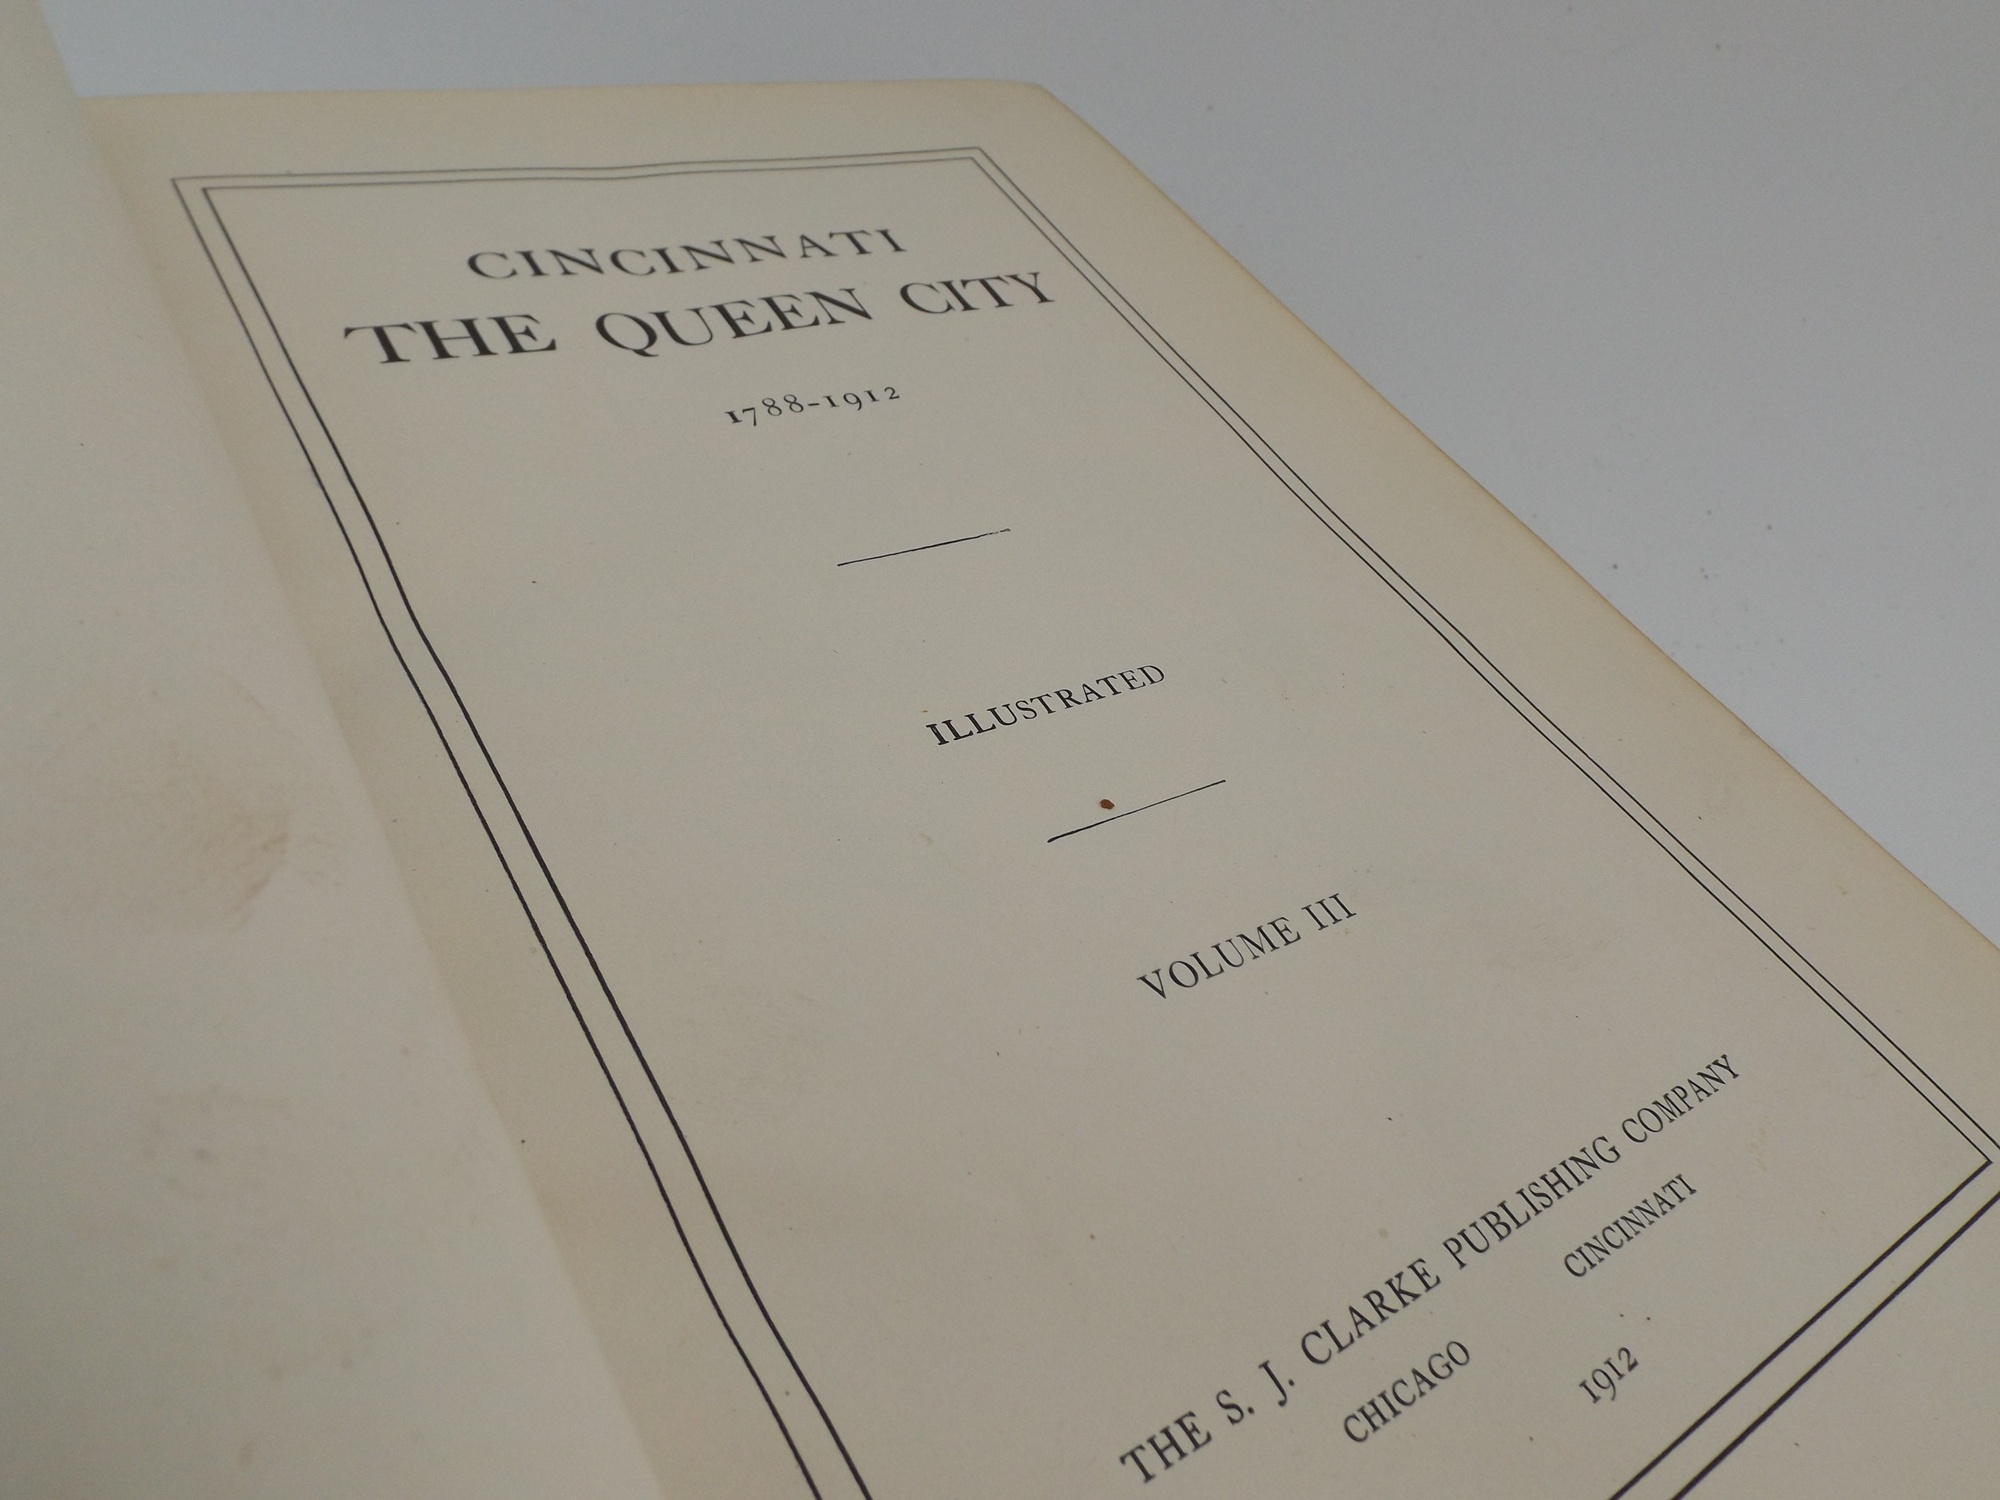 CINCINNATI
THE QUEEN CITY
1788-1912
ILLUSTRATED
VOLUME III
THE S. J. CLARKE PUBLISHING COMPANY
CHICAGO CINCINNATI
1912